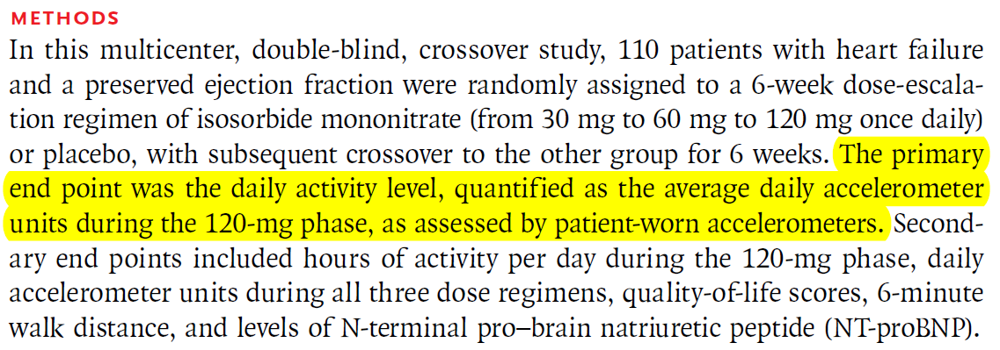 METHODS
In this multicenter, double-blind, crossover study, 110 patients with heart failure
and a preserved ejection fraction were randomly assigned to a 6-week dose-escala-
tion regimen of isosorbide mononitrate (from 30 mg to 60 mg to 120 mg once daily)
or placebo, with subsequent crossover to the other group for 6 weeks. The primary
end point was the daily activity level, quantified as the average daily accelerometer
units during the 120-mg phase, as assessed by patient-worn accelerometers. Second-
ary end points included hours of activity per day during the 120-mg phase, daily
accelerometer units during all three dose regimens, quality-of-life scores, 6-minute
walk distance, and levels of N-terminal pro–brain natriuretic peptide (NT-proBNP).